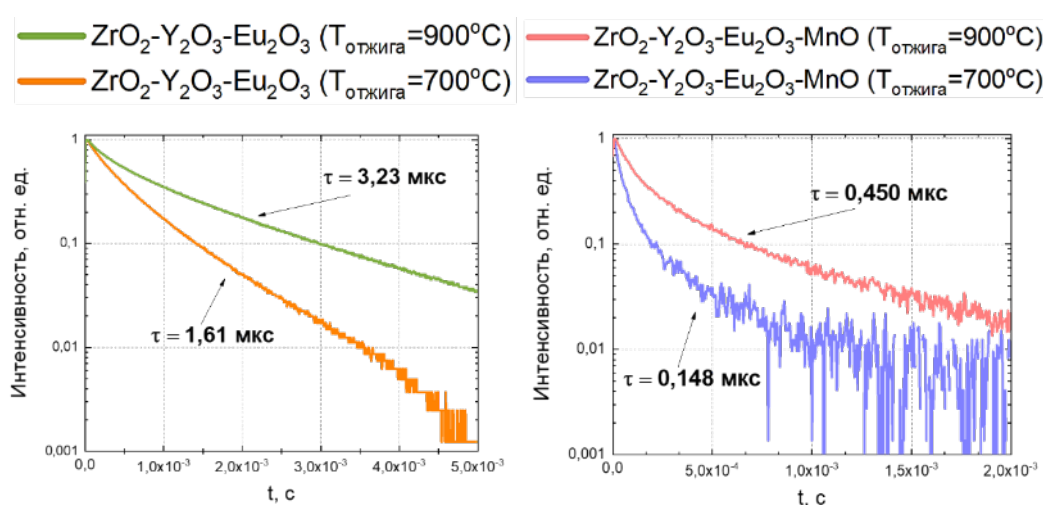 ZrO₂-Y₂O₃-Eu₂O₃ (Tотжига=900°C)
ZrO₂-Y₂O₃-Eu₂O₃ (Tотжига=700°C)
ZrO₂-Y₂O₃-Eu₂O₃-MnO (Tотжига=900°C)
ZrO₂-Y₂O₃-Eu₂O₃-MnO (Tотжига=700°C)
Интенсивность, отн. ед.
1
0,1
0,01
0,001
τ = 3,23 мкс
τ = 1,61 мкс
0,0 1,0x10⁻³ 2,0x10⁻³ 3,0x10⁻³ 4,0x10⁻³ 5,0x10⁻³
t, с
Интенсивность, отн. ед.
1
0,1
0,01
0,001
τ = 0,450 мкс
τ = 0,148 мкс
0,0 5,0x10⁻⁴ 1,0x10⁻³ 1,5x10⁻³ 2,0x10⁻³
t, с